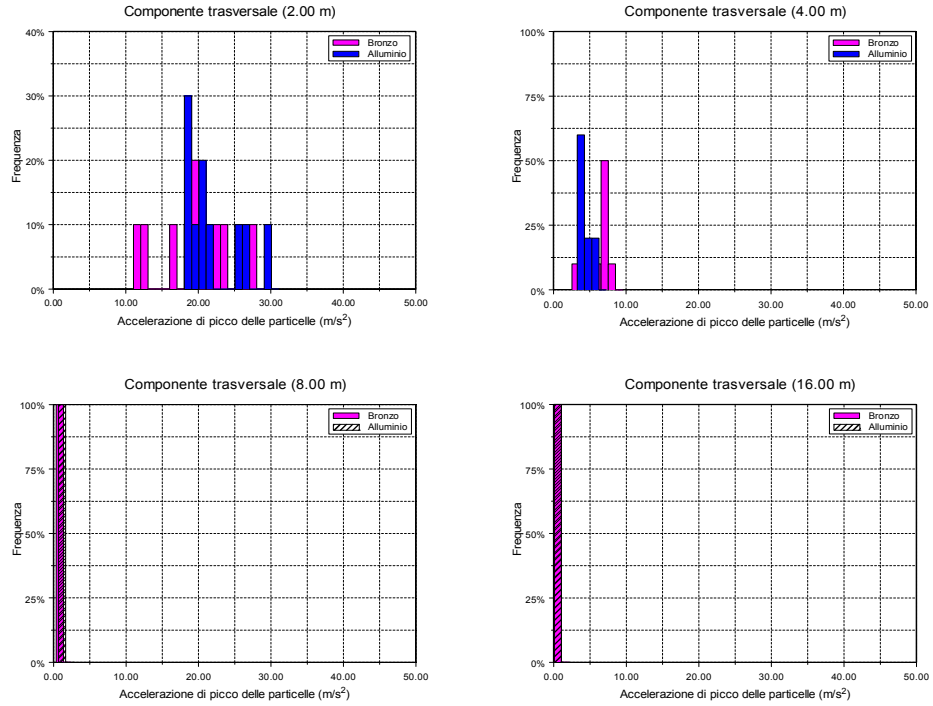 Componente trasversale (2.00 m)
40%
30%
20%
10%
0%
Frequenza
Bronzo
Alluminio
0.00 10.00 20.00 30.00 40.00 50.00
Accelerazione di picco delle particelle (m/s²)
Componente trasversale (4.00 m)
100%
75%
50%
25%
0%
Frequenza
Bronzo
Alluminio
0.00 10.00 20.00 30.00 40.00 50.00
Accelerazione di picco delle particelle (m/s²)
Componente trasversale (8.00 m)
100%
75%
50%
25%
0%
Frequenza
Bronzo
Alluminio
0.00 10.00 20.00 30.00 40.00 50.00
Accelerazione di picco delle particelle (m/s²)
Componente trasversale (16.00 m)
100%
75%
50%
25%
0%
Frequenza
Bronzo
Alluminio
0.00 10.00 20.00 30.00 40.00 50.00
Accelerazione di picco delle particelle (m/s²)